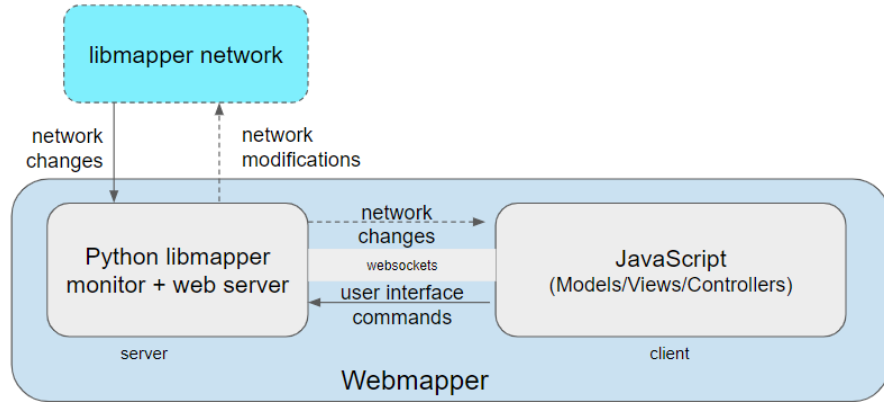 libmapper network
network
changes
network
modifications
network
changes
Python libmapper
monitor + web server
websockets
JavaScript
(Models/Views/Controllers)
user interface
commands
server
client
Webmapper